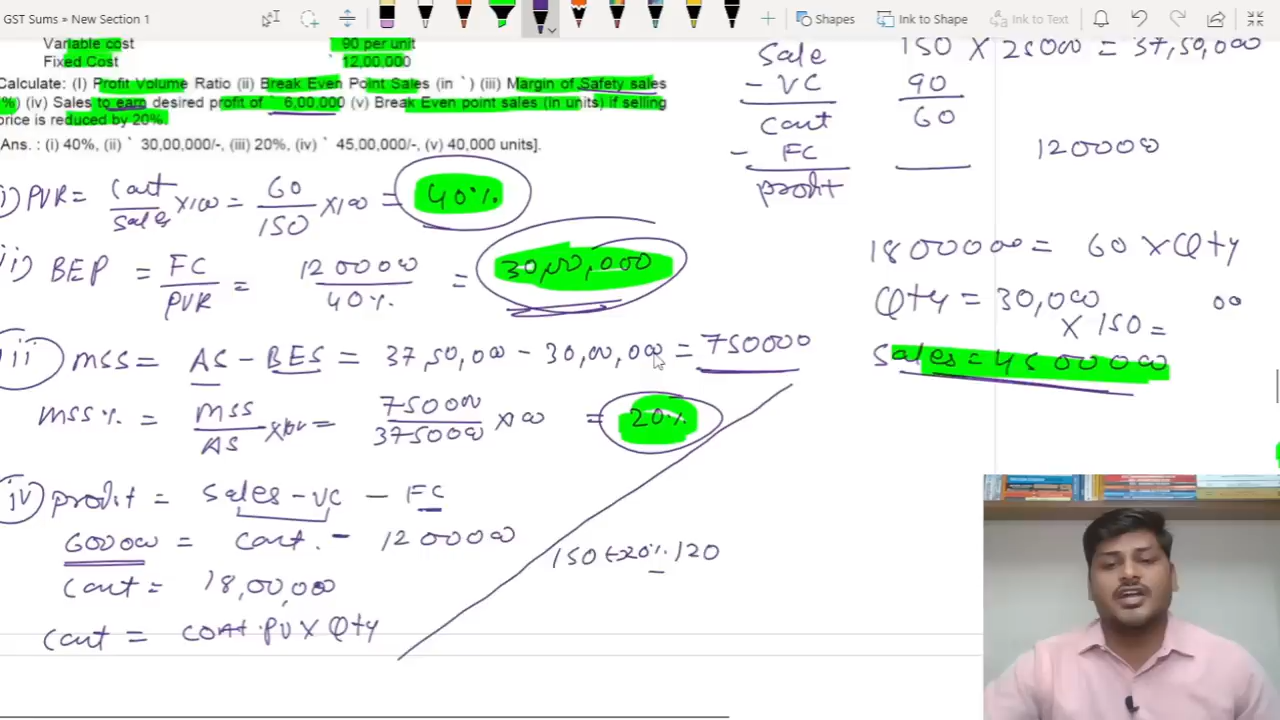 GST Sums » New Section 1
Shapes
Ink to Shape
Ink to Text
Variable cost 90 per unit
Fixed Cost ` 12,00,000
Calculate: (i) Profit Volume Ratio (ii) Break Even Point Sales (in `) (iii) Margin of Safety sales
%) (iv) Sales to earn desired profit of ` 6,00,000 (v) Break Even point sales (in units) if selling
rice is reduced by 20%.
Ans. : (i) 40%, (ii) ` 30,00,000/-, (iii) 20%, (iv) ` 45,00,000/-, (v) 40,000 units].
i) PVR = Cont/Sales × 100 = 60/150 × 100 = 40%.
ii) BEP = FC/PVR = 1200000/40% = 30,00,000
iii MSS = AS - BES = 37,50,000 - 30,00,000 = 750000
MSS % = MSS/AS × 100 = 750000/3750000 × 100 = 20%
iv) profit = Sales - VC - FC
600000 = Cont. - 1200000
Cont = 18,00,000
Cont = Cont. PU × Qty
150 + -20% 120
Sale 150 × 25000 = 37,50,000
- VC 90
Cont 60
- FC 1200000
profit
1800000 = 60 × Qty
Qty = 30,000
× 150 =
Sales = 4500000
00